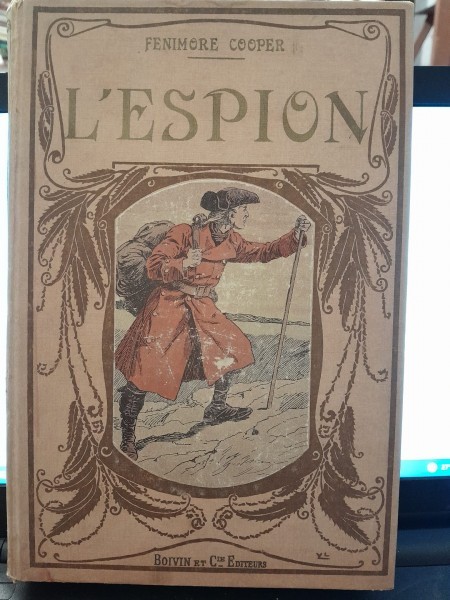 FENIMORE COOPER
L'ESPION
BOIVIN ET CIE EDITEURS